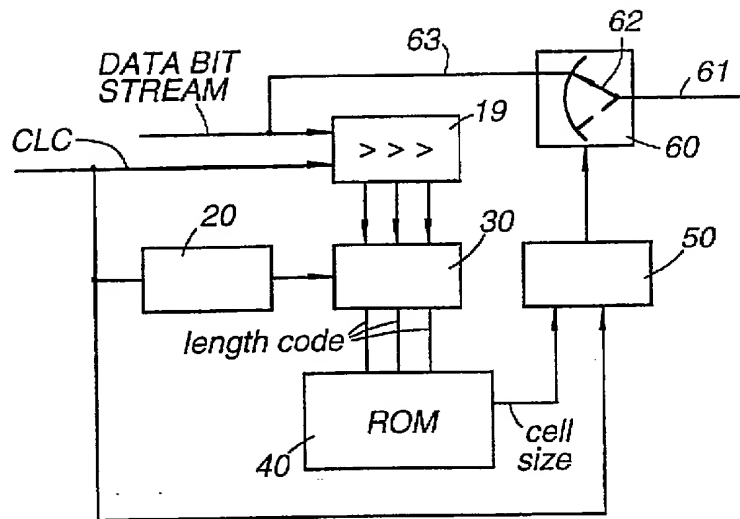 63
62
DATA BIT
STREAM
19
61
CLC
> > >
60
20
30
50
length code
ROM
40
cell
size